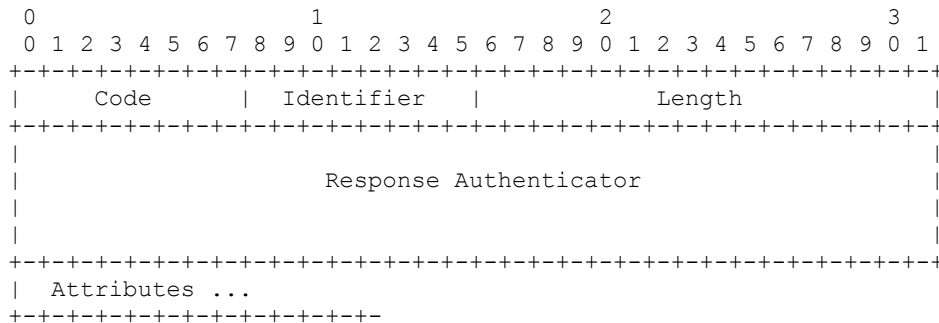 0                   1                   2                   3
 0 1 2 3 4 5 6 7 8 9 0 1 2 3 4 5 6 7 8 9 0 1 2 3 4 5 6 7 8 9 0 1
+-+-+-+-+-+-+-+-+-+-+-+-+-+-+-+-+-+-+-+-+-+-+-+-+-+-+-+-+-+-+-+-+
|     Code      |  Identifier   |            Length             |
+-+-+-+-+-+-+-+-+-+-+-+-+-+-+-+-+-+-+-+-+-+-+-+-+-+-+-+-+-+-+-+-+
|                                                               |
|                     Response Authenticator                    |
|                                                               |
|                                                               |
+-+-+-+-+-+-+-+-+-+-+-+-+-+-+-+-+-+-+-+-+-+-+-+-+-+-+-+-+-+-+-+-+
|  Attributes ...
+-+-+-+-+-+-+-+-+-+-+-+-+-